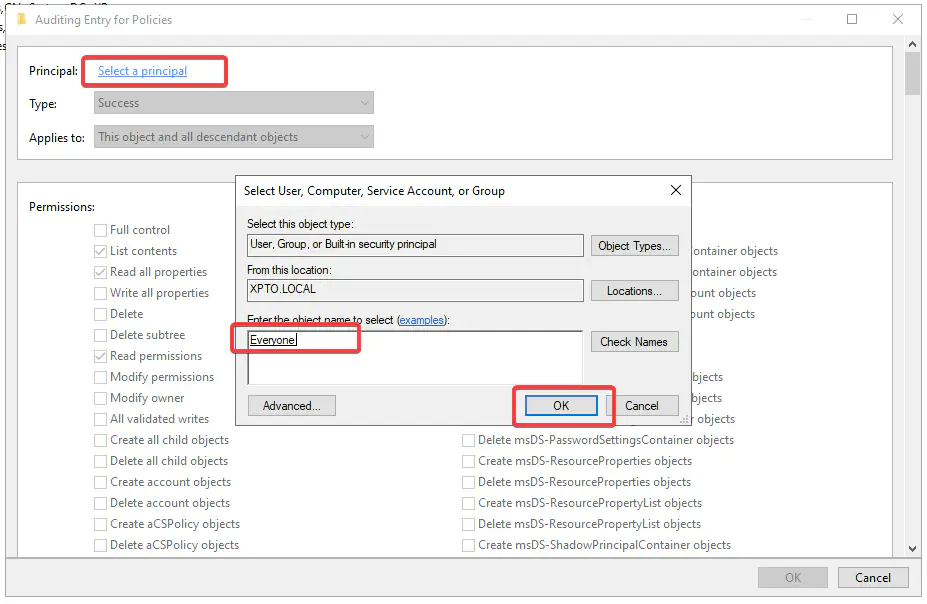 Auditing Entry for Policies
Principal:
Select a principal
Type:
Success
Applies to:
This object and all descendant objects
Permissions:
Full control
List contents
Read all properties
Write all properties
Delete
Delete subtree
Read permissions
Modify permissions
Modify owner
All validated writes
Create all child objects
Delete all child objects
Create account objects
Delete account objects
Create aCSPolicy objects
Delete aCSPolicy objects
Select User, Computer, Service Account, or Group
Select this object type:
User, Group, or Built-in security principal
Object Types...
From this location:
XPTO.LOCAL
Locations...
Enter the object name to select (examples):
Everyone
Check Names
Advanced...
OK
Cancel
objects
objects
objects
objects
objects
Delete msDS-PasswordSettingsContainer objects
Create msDS-ResourceProperties objects
Delete msDS-ResourceProperties objects
Create msDS-ResourcePropertyList objects
Delete msDS-ResourcePropertyList objects
Create msDS-ShadowPrincipalContainer objects
OK
Cancel